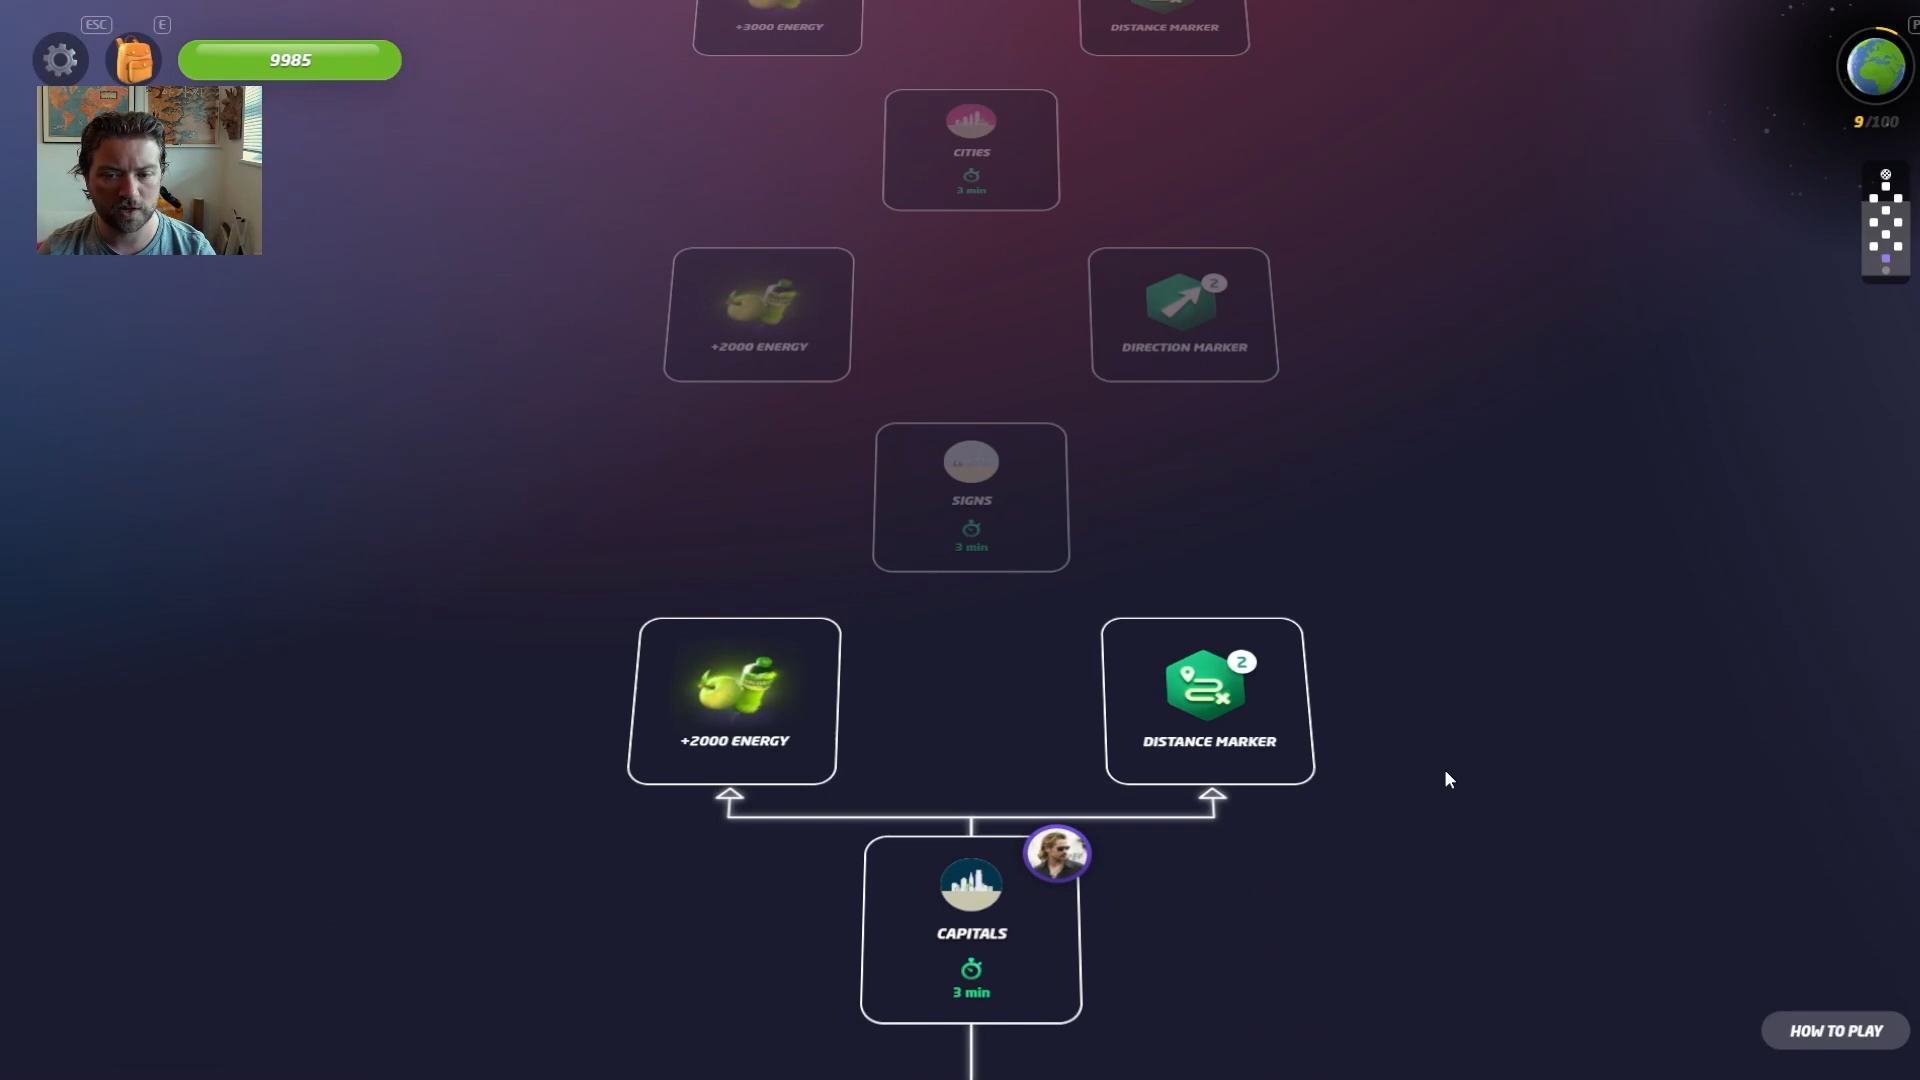 ESC
E
9985
+3000 ENERGY
DISTANCE MARKER
P
9/100
CITIES
3 min
2
+2000 ENERGY
DIRECTION MARKER
SIGNS
3 min
2
+2000 ENERGY
DISTANCE MARKER
CAPITALS
3 min
HOW TO PLAY